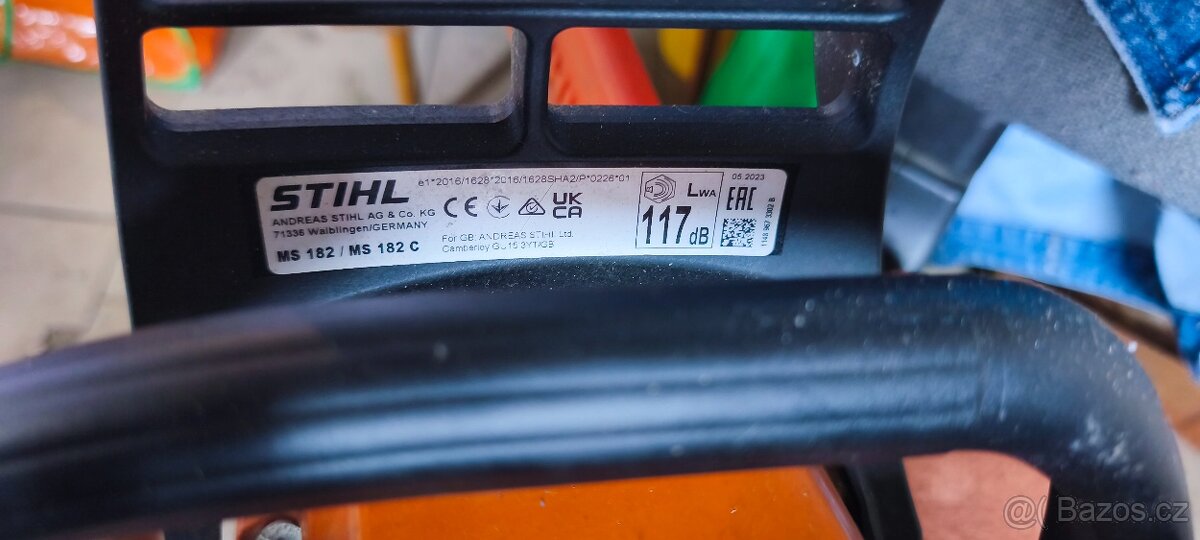 STIHL
ANDREAS STIHL AG & Co. KG
71336 Waiblingen/GERMANY
MS 182 / MS 182 C
e1*2016/1628*2016/1628SHA2/P*0226*01
CE UK CA
For GB: ANDREAS STIHL Ltd.
Camberley GU15 3YT/GB
LWA
117 dB
05.2023
EAC
Bazos.cz